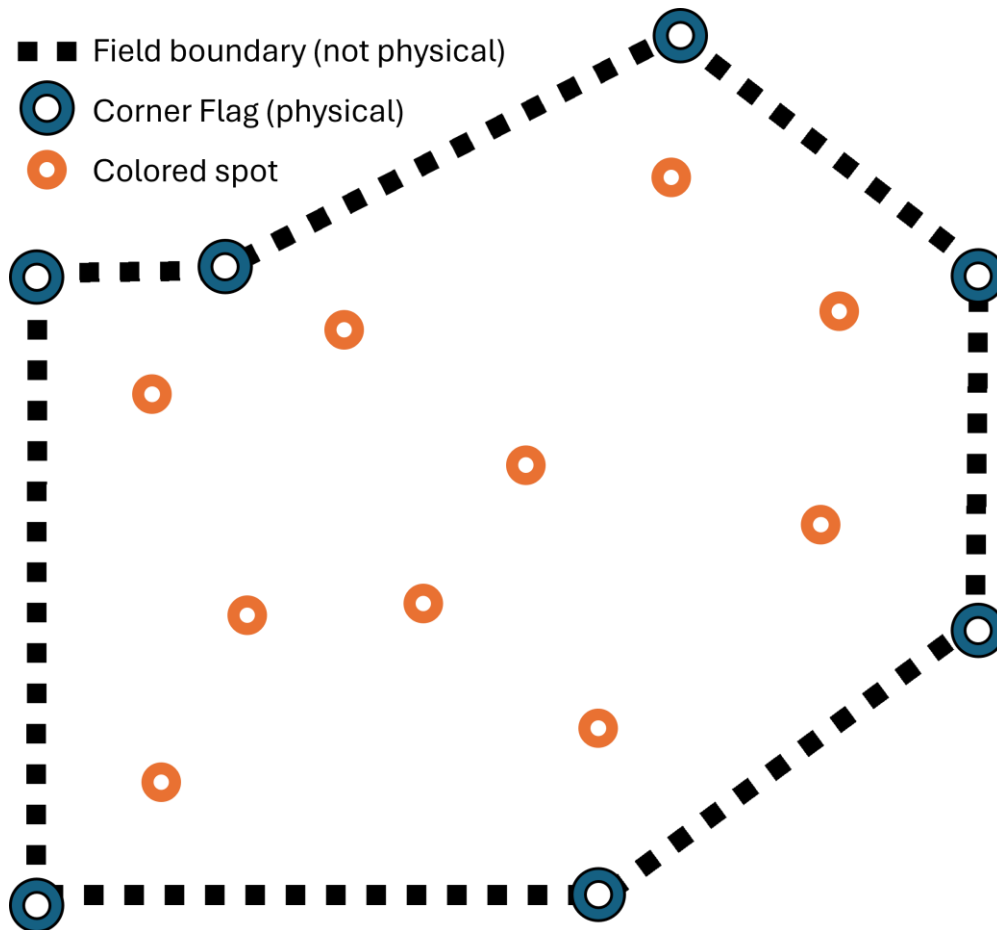 Field boundary (not physical)
Corner Flag (physical)
Colored spot